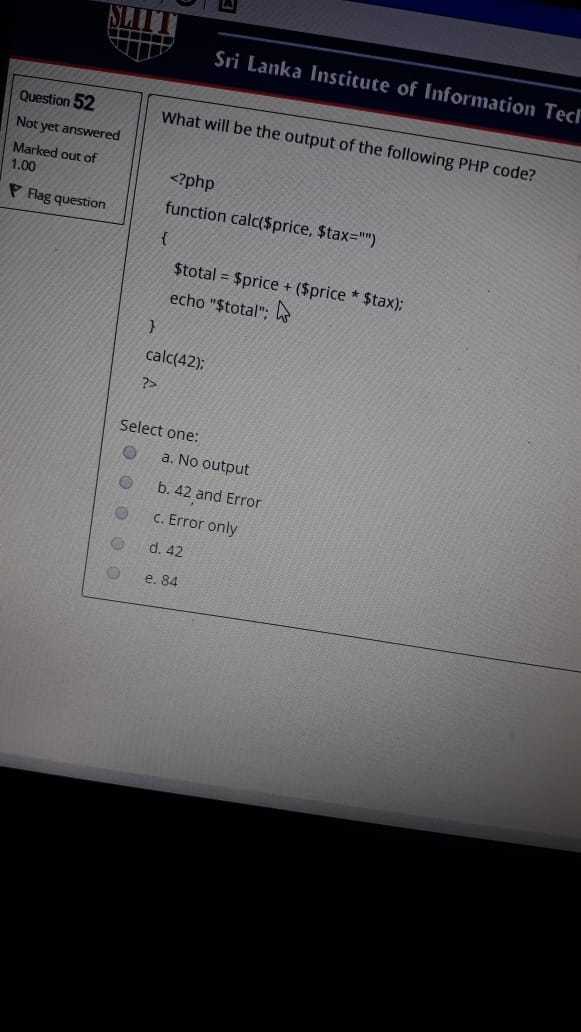 SLIIT
Sri Lanka Institute of Information
Question 52
Not yet answered
Marked out of
1.00
Flag question
What will be the output of the following PHP code?
<?php
function calc($price, $tax="")
{
$total = $price + ($price * $tax);
echo "$total";
}
calc(42);
?>
Select one:
a. No output
b. 42 and Error
c. Error only
d. 42
e. 84